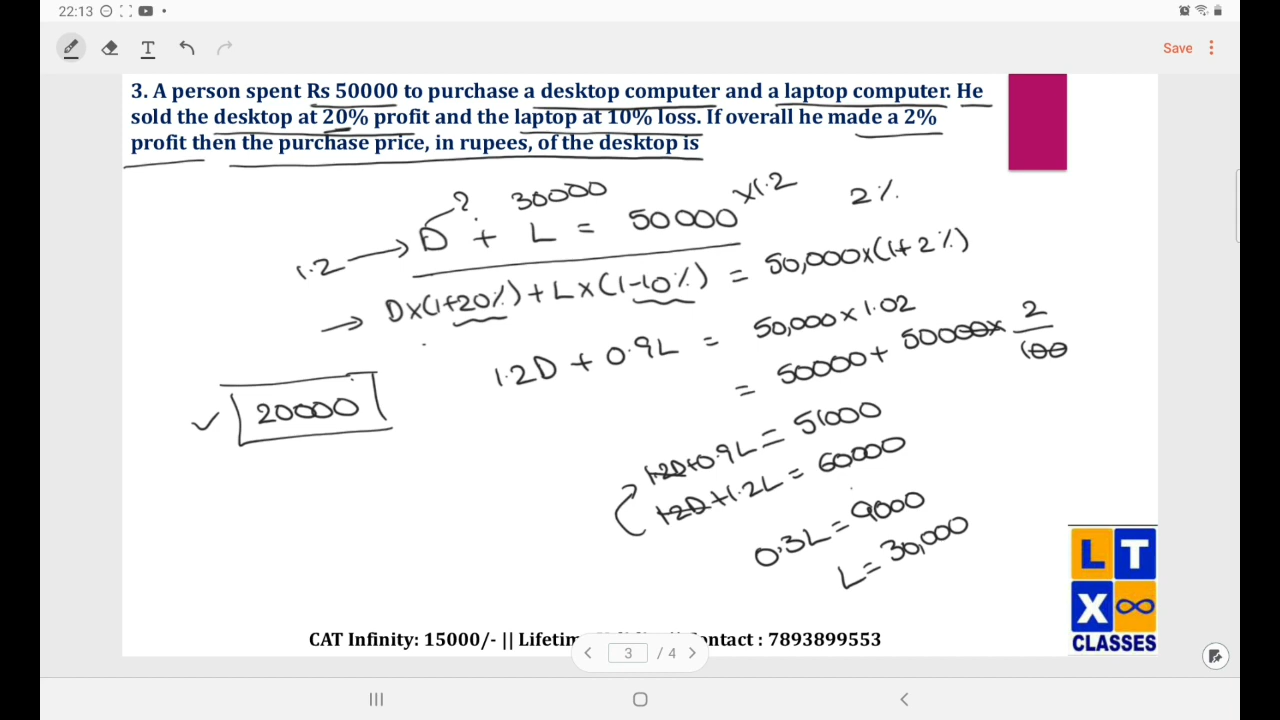 22:13
Save
3. A person spent Rs 50000 to purchase a desktop computer and a laptop computer. He
sold the desktop at 20% profit and the laptop at 10% loss. If overall he made a 2%
profit then the purchase price, in rupees, of the desktop is
? 30000 ×1.2 2%
1.2 → D + L = 50000
→ D×(1+20%) + L×(1-10%) = 50,000×(1+2%)
1.2D + 0.9L = 50,000×1.02
= 50000 + 50000× 2/100
✓ 20000
1.2D+0.9L = 51000
1.2D+1.2L = 60000
0.3L = 9000
L = 30,000
L T
X ∞
CLASSES
CAT Infinity: 15000/- || Lifetim Contact : 7893899553
3 / 4